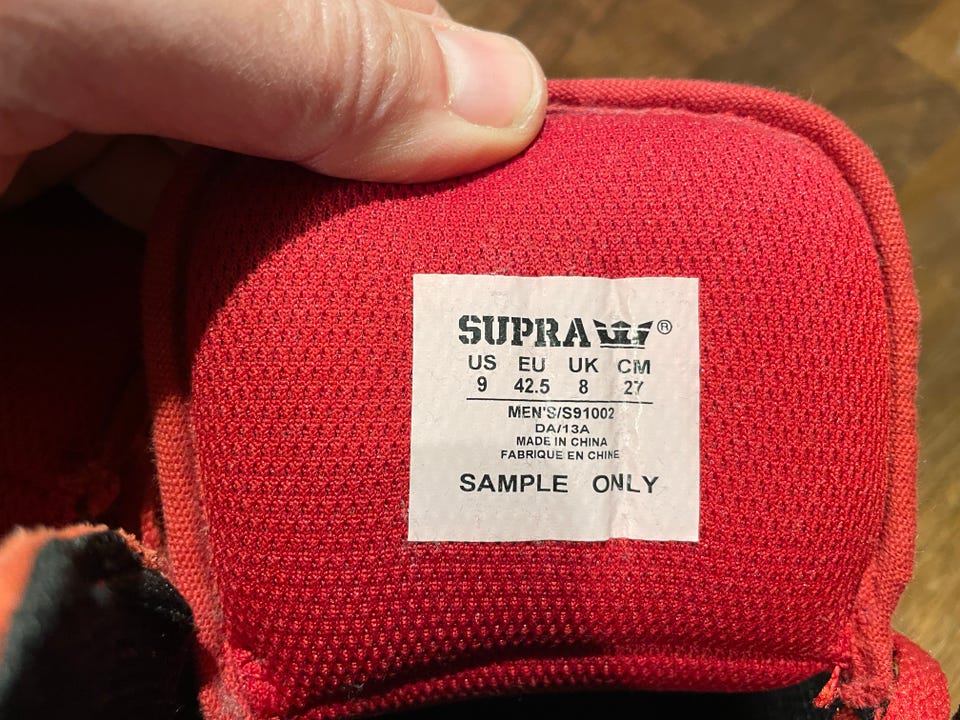 SUPRA ®
US EU UK CM
9 42.5 8 27
MEN'S/S91002
DA/13A
MADE IN CHINA
FABRIQUE EN CHINE
SAMPLE ONLY